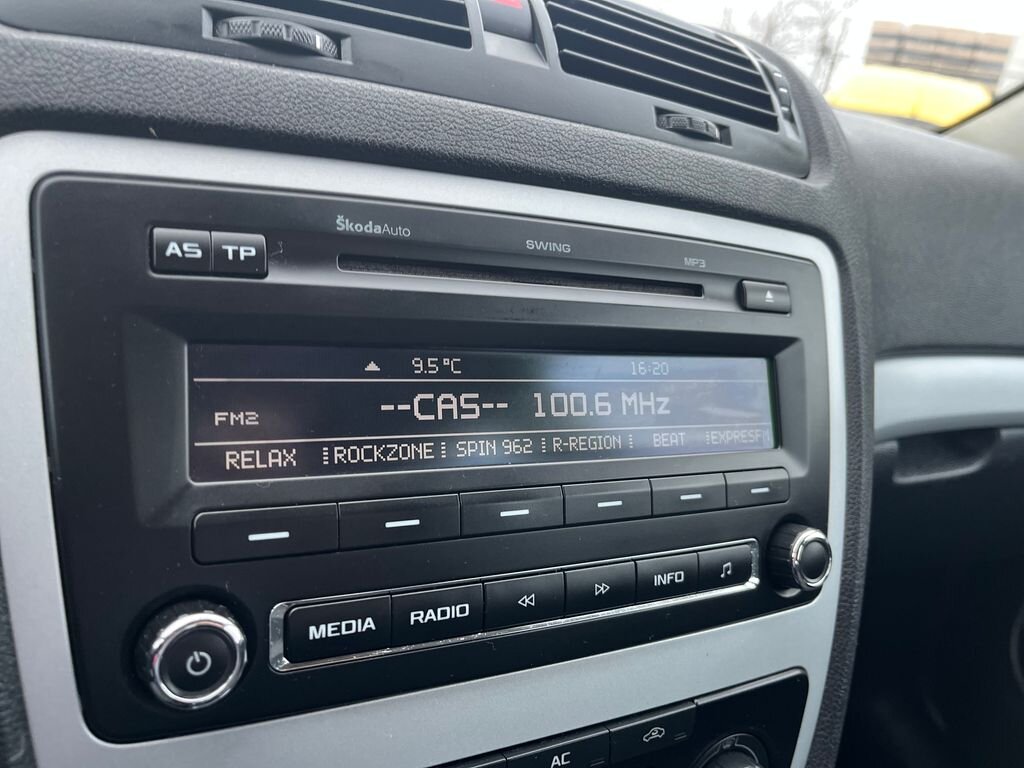 ŠkodaAuto
SWING
MP3
AS TP
9.5°C 16:20
FM2 --CAS-- 100.6 MHz
RELAX ROCKZONE SPIN 962 R-REGION BEAT EXPRESFM
MEDIA RADIO INFO
AC